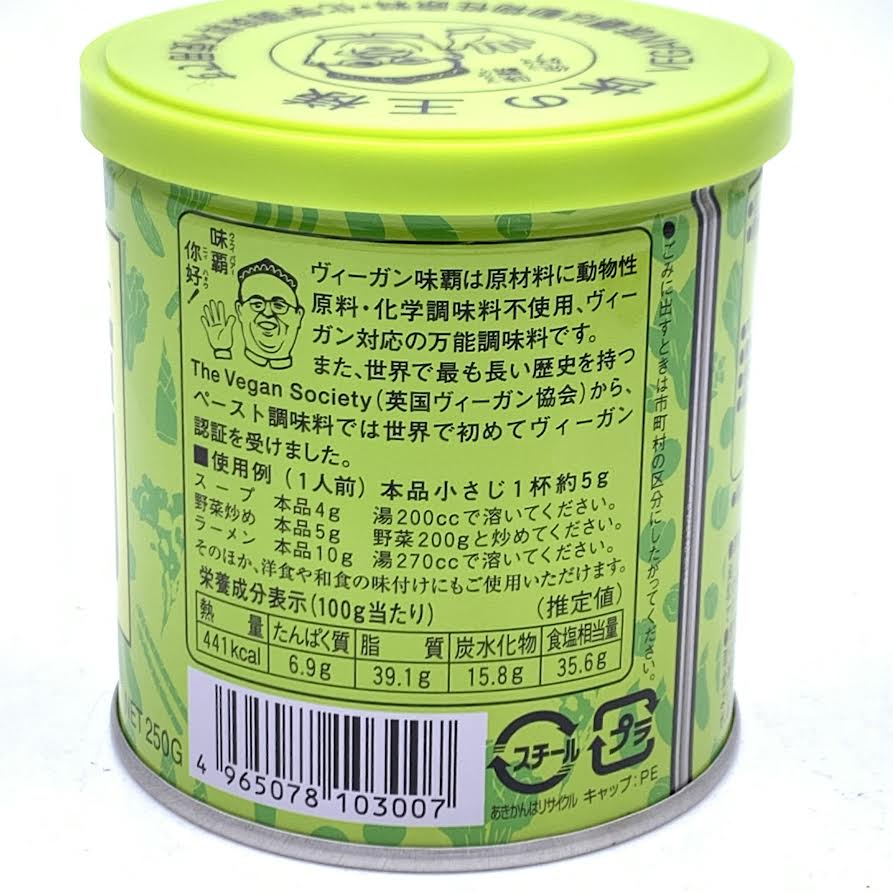 味の王様
味覇
ウェイパァー
你好!
ニィ ハオウ
ヴィーガン味覇は原材料に動物性
原料・化学調味料不使用、ヴィー
ガン対応の万能調味料です。
また、世界で最も長い歴史を持つ
The Vegan Society(英国ヴィーガン協会)から、
ペースト調味料では世界で初めてヴィーガン
認証を受けました。
■使用例(1人前) 本品小さじ1杯約5g
スープ 本品4g 湯200ccで溶いてください。
野菜炒め 本品5g 野菜200gと炒めてください。
ラーメン 本品10g 湯270ccで溶いてください。
そのほか、洋食や和食の味付けにもご使用いただけます。
栄養成分表示(100g当たり) (推定値)
熱量 たんぱく質 脂質 炭水化物 食塩相当量
441kcal 6.9g 39.1g 15.8g 35.6g
●ごみに出すときは市町村の区分にしたがってください。
NET 250G
4 965078 103007
スチール
プラ
あきかんはリサイクル キャップ:PE